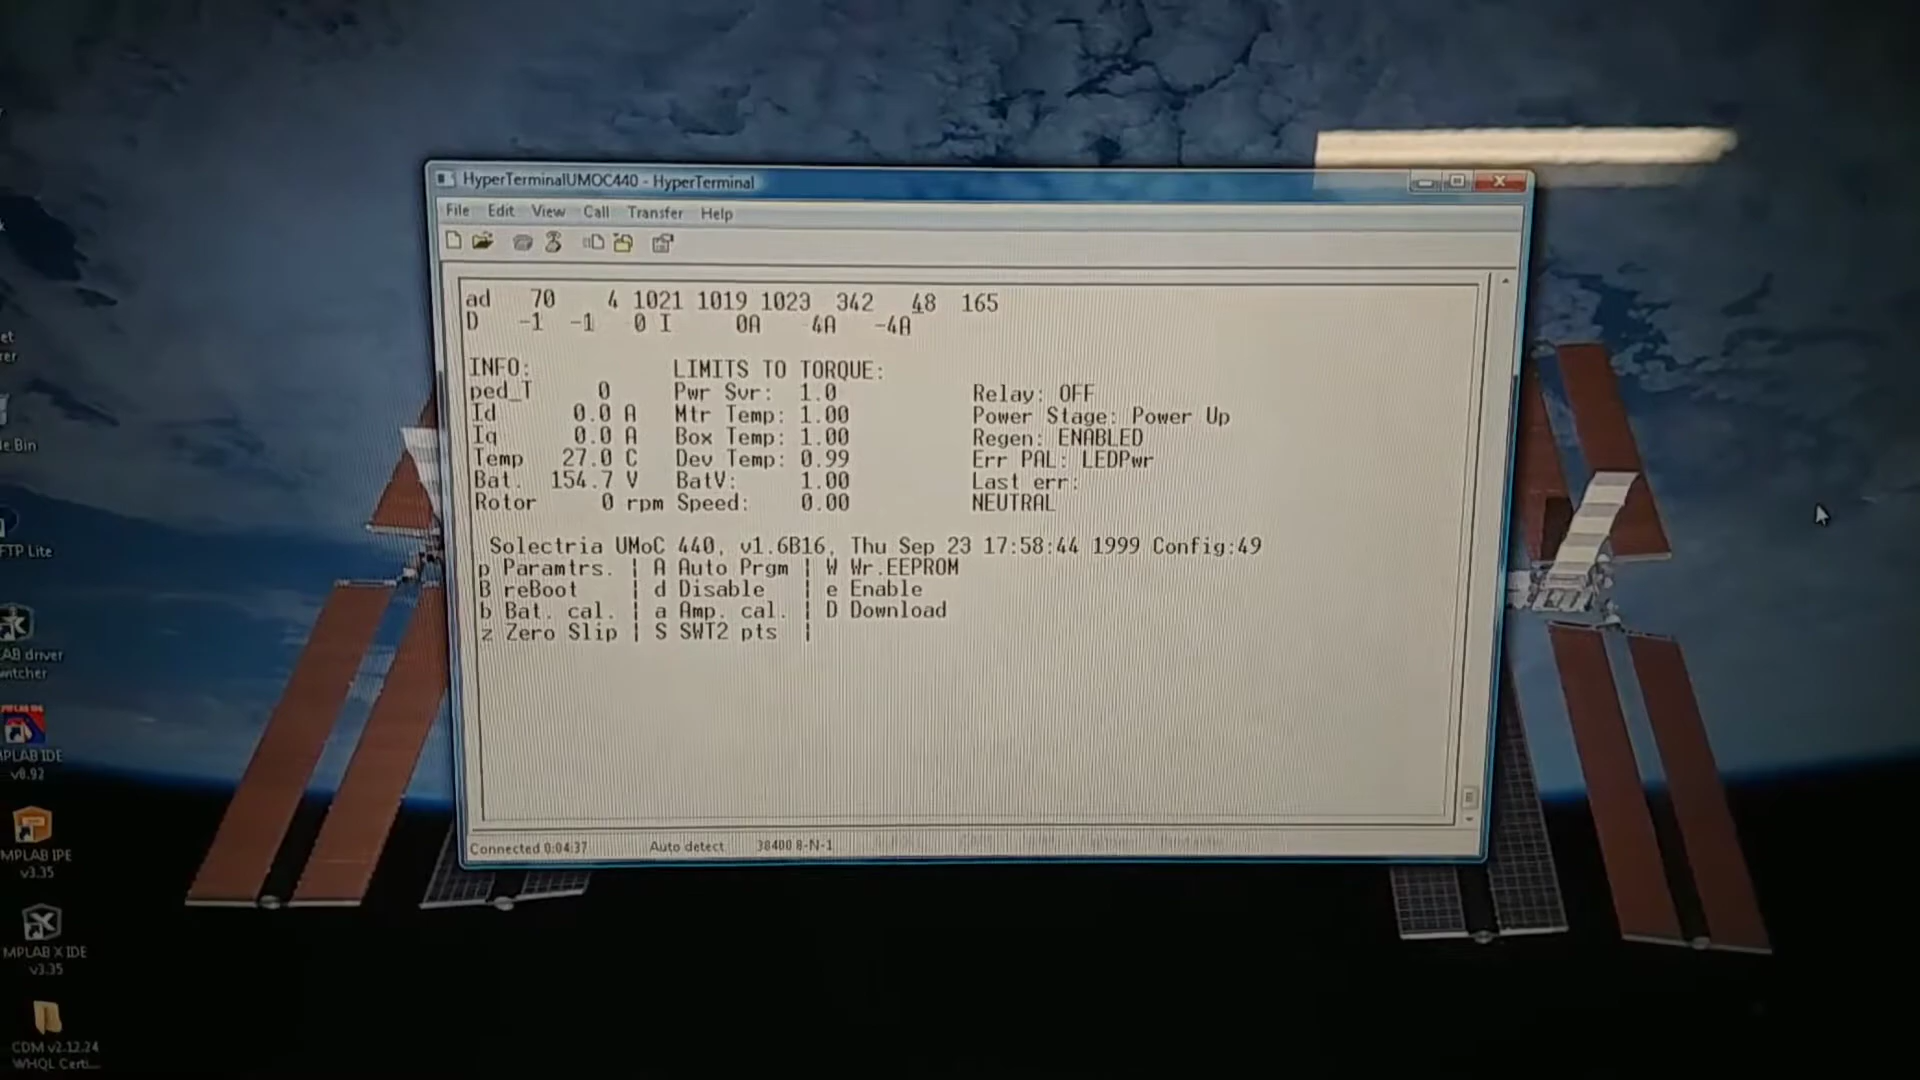 HyperTerminalUMOC440 - HyperTerminal
File Edit View Call Transfer Help
ad 70 4 1021 1019 1023 342 48 165
D -1 -1 0 I 0A 4A -4A
INFO: LIMITS TO TORQUE:
ped_T 0 Pwr Svr: 1.0 Relay: OFF
Id 0.0 A Mtr Temp: 1.00 Power Stage: Power Up
Iq 0.0 A Box Temp: 1.00 Regen: ENABLED
Temp 27.0 C Dev Temp: 0.99 Err PAL: LEDPwr
Bat. 154.7 V BatV: 1.00 Last err:
Rotor 0 rpm Speed: 0.00 NEUTRAL
Solectria UMoC 440, v1.6B16, Thu Sep 23 17:58:44 1999 Config:49
p Paramtrs. | A Auto Prgm | W Wr.EEPROM
B reBoot | d Disable | e Enable
b Bat. cal. | a Amp. cal. | D Download
z Zero Slip | S SWT2 pts |
Connected 0:04:37 Auto detect 38400 8-N-1
le Bin
FTP Lite
AB driver
witcher
MPLAB IDE
v8.92
MPLAB IPE
v3.35
MPLAB X IDE
v3.35
CDM v2.12.24
WHQL Certi...